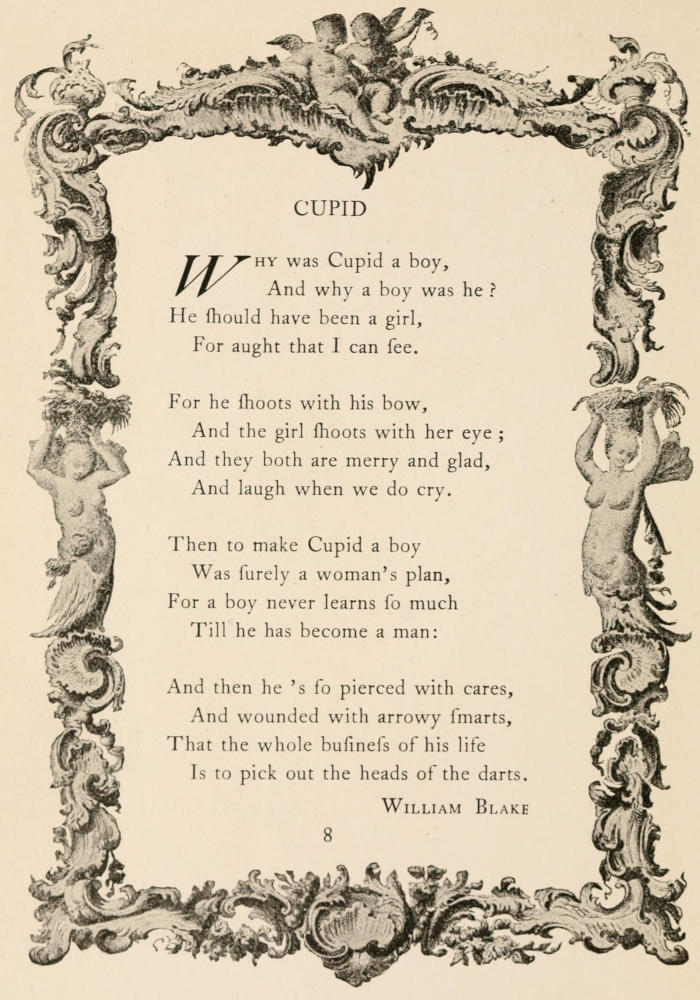 CUPID
WHY was Cupid a boy,
And why a boy was he ?
He ſhould have been a girl,
For aught that I can ſee.
For he ſhoots with his bow,
And the girl ſhoots with her eye ;
And they both are merry and glad,
And laugh when we do cry.
Then to make Cupid a boy
Was ſurely a woman's plan,
For a boy never learns ſo much
Till he has become a man:
And then he 's ſo pierced with cares,
And wounded with arrowy ſmarts,
That the whole buſineſs of his life
Is to pick out the heads of the darts.
WILLIAM BLAKE
8